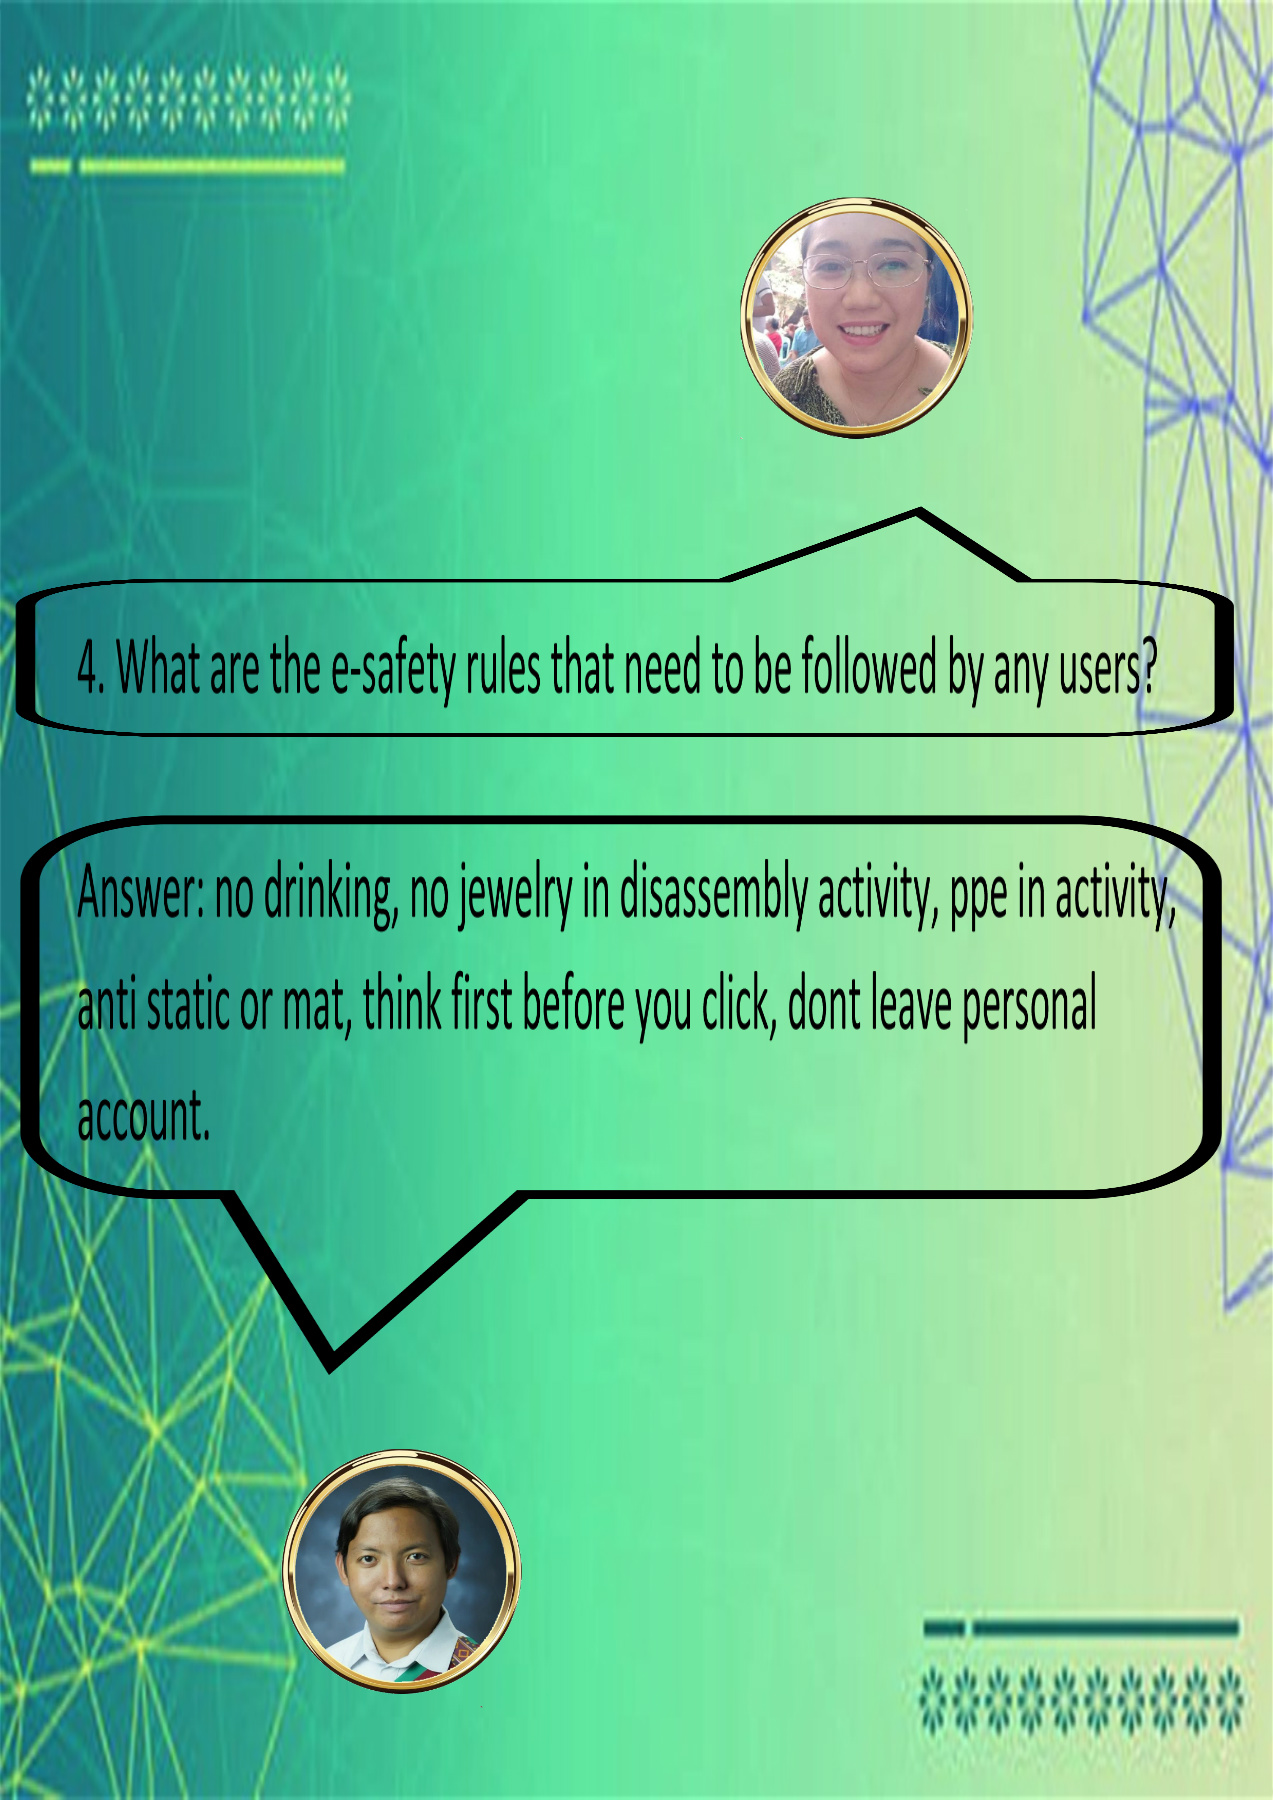 4. What are the e-safety rules that need to be followed by any users?
Answer: no drinking, no jewelry in disassembly activity, ppe in activity,
anti static or mat, think first before you click, dont leave personal
account.